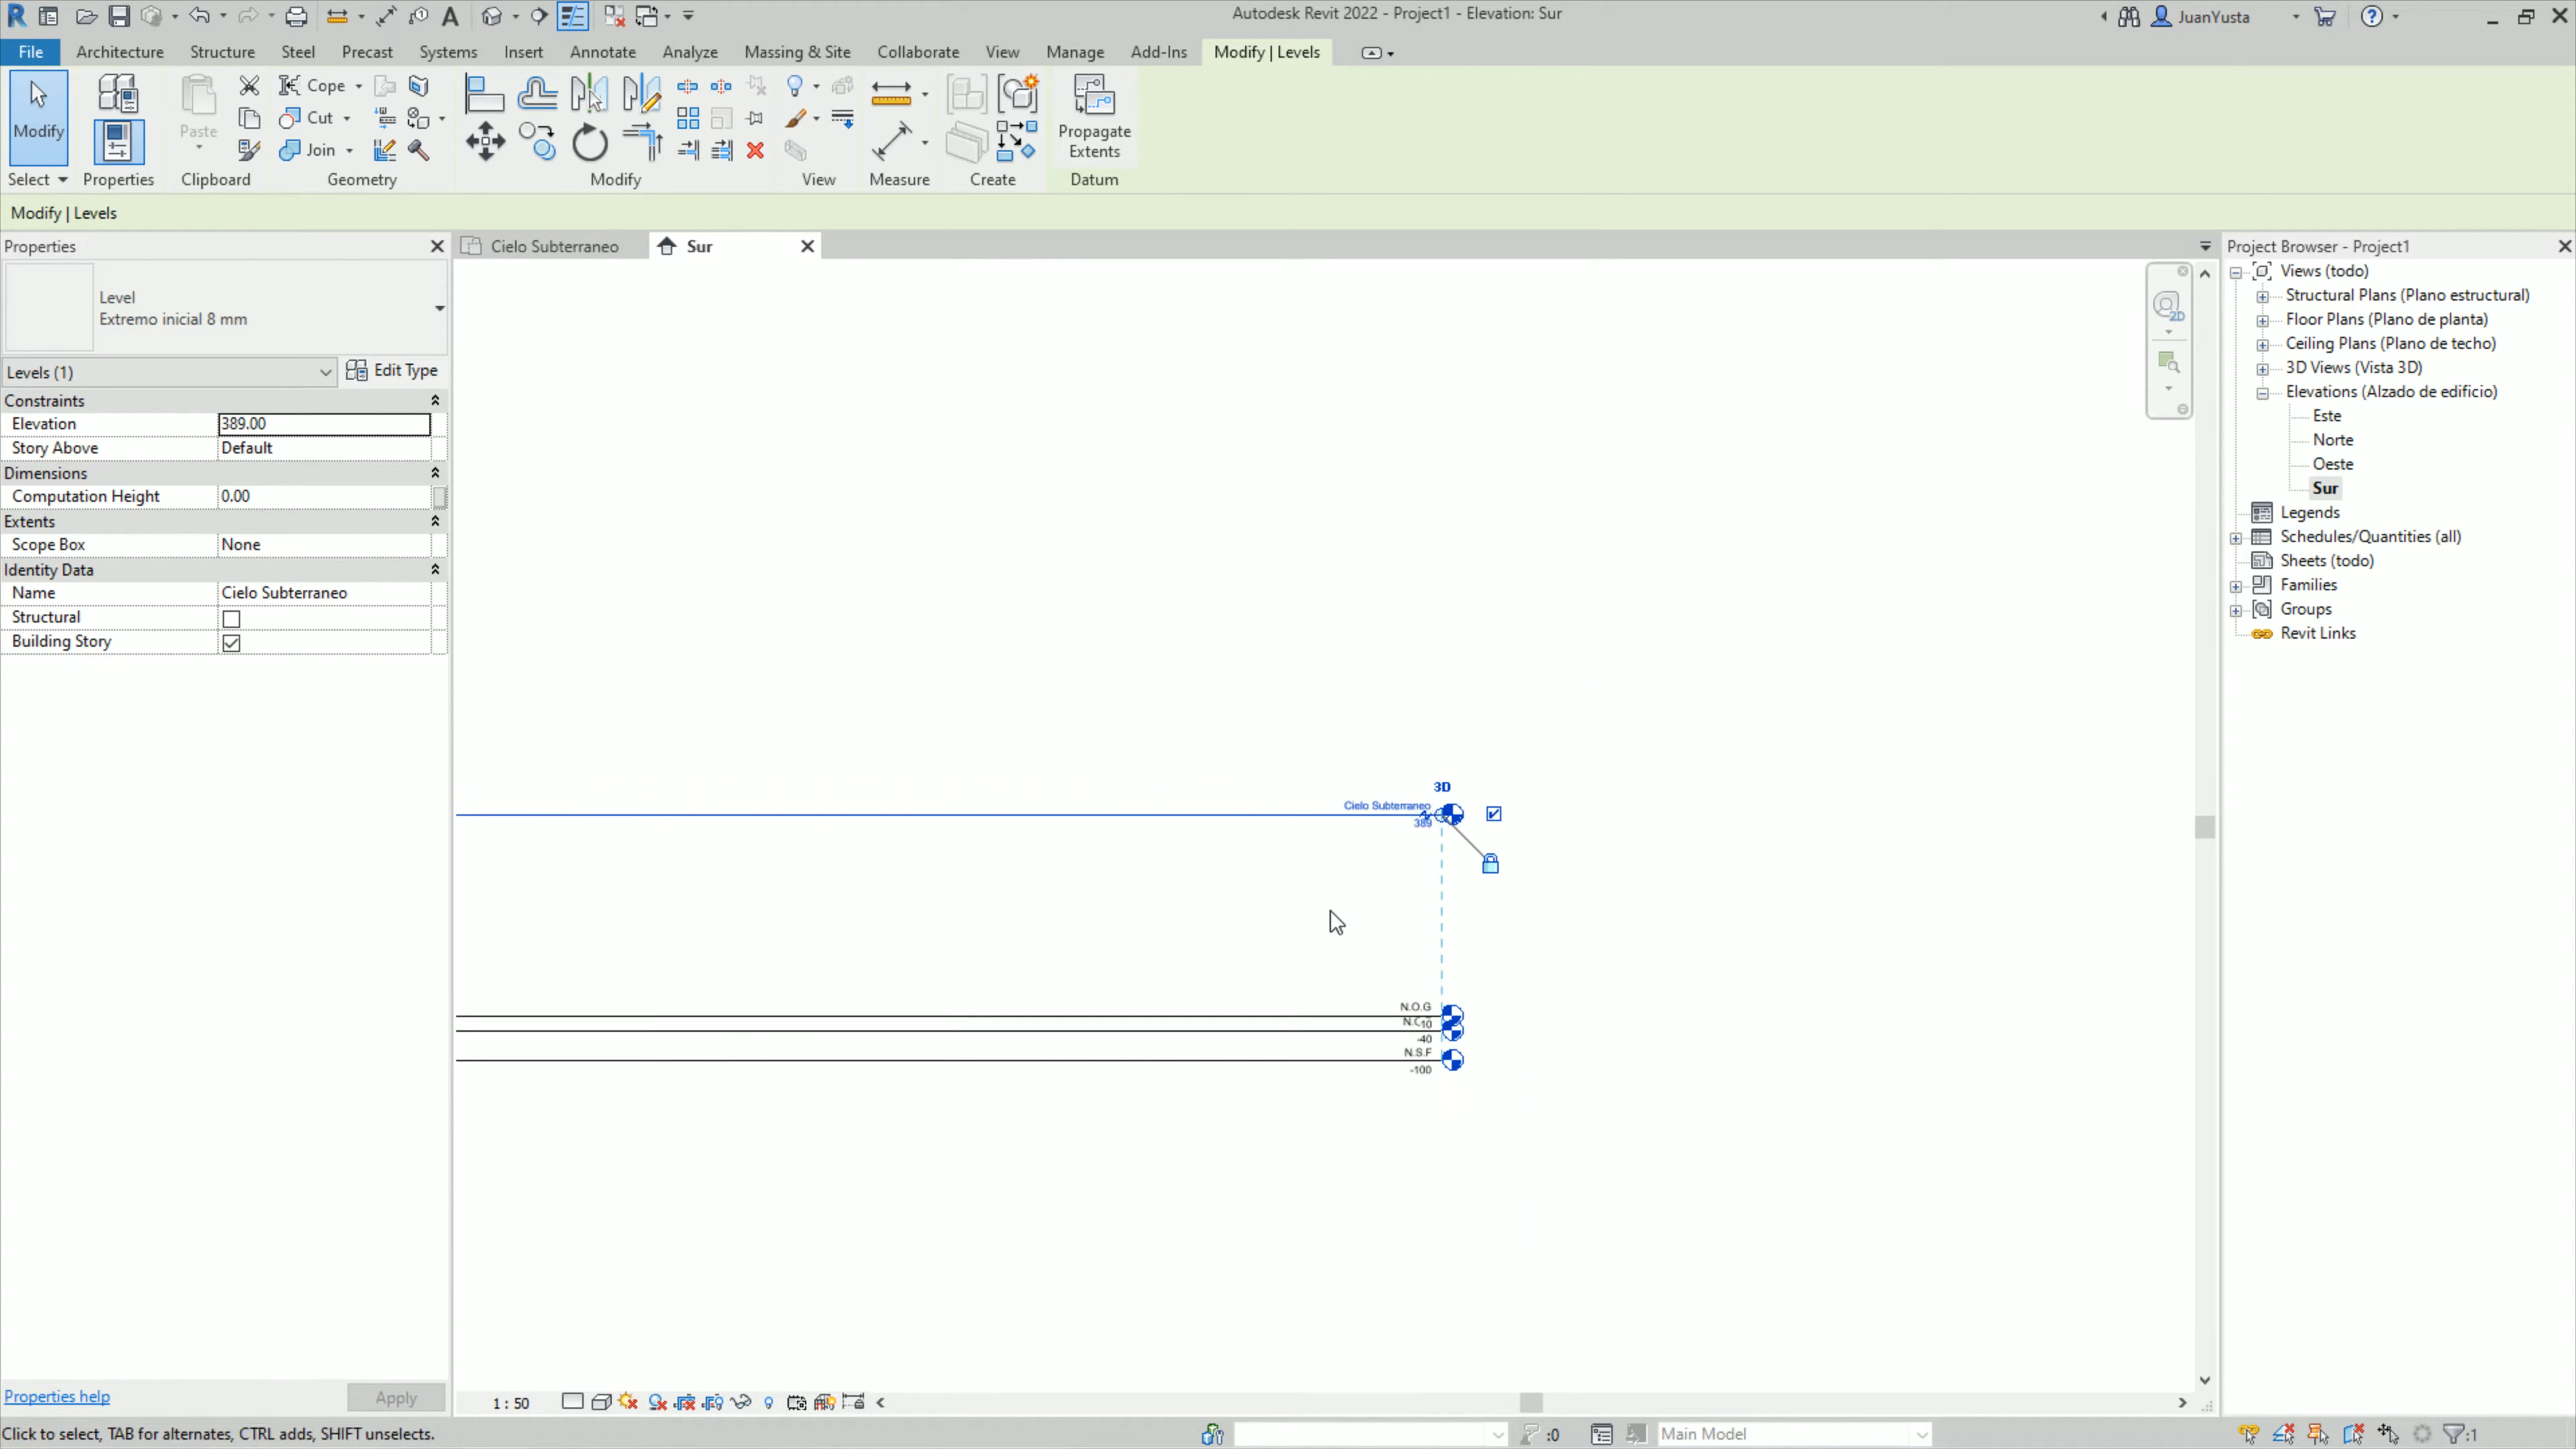 Autodesk Revit 2022 - Project1 - Elevation: Sur
JuanYusta
File Architecture Structure Steel Precast Systems Insert Annotate Analyze Massing & Site Collaborate View Manage Add-Ins Modify | Levels
Modify
Paste
Cope
Cut
Join
Propagate
Extents
Select Properties Clipboard Geometry Modify View Measure Create Datum
Modify | Levels
Properties
Level
Extremo inicial 8 mm
Levels (1)
Edit Type
Constraints
Elevation 389.00
Story Above Default
Dimensions
Computation Height 0.00
Extents
Scope Box None
Identity Data
Name Cielo Subterraneo
Structural
Building Story
Properties help
Apply
Cielo Subterraneo
Sur
2D
3D
Cielo Subterraneo
389
N.O.G
10
-40
N.S.F
-100
Project Browser - Project1
Views (todo)
Structural Plans (Plano estructural)
Floor Plans (Plano de planta)
Ceiling Plans (Plano de techo)
3D Views (Vista 3D)
Elevations (Alzado de edificio)
Este
Norte
Oeste
Sur
Legends
Schedules/Quantities (all)
Sheets (todo)
Families
Groups
Revit Links
1 : 50
Click to select, TAB for alternates, CTRL adds, SHIFT unselects.
:0
Main Model
:1